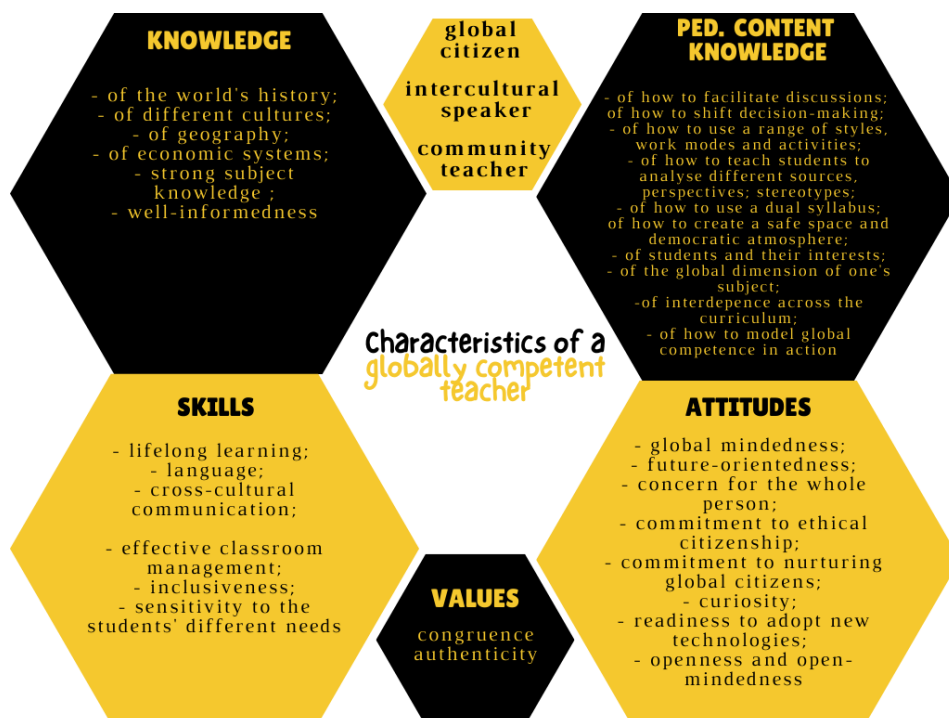 KNOWLEDGE
- of the world's history;
- of different cultures;
- of geography;
- of economic systems;
- strong subject
knowledge ;
- well-informedness
global
citizen
intercultural
speaker
community
teacher
PED. CONTENT
KNOWLEDGE
- of how to facilitate discussions;
of how to shift decision-making;
- of how to use a range of styles,
work modes and activities;
- of how to teach students to
analyse different sources,
perspectives; stereotypes;
- of how to use a dual syllabus;
of how to create a safe space and
democratic atmosphere;
- of students and their interests;
- of the global dimension of one's
subject;
-of interdepence across the
curriculum;
- of how to model global
competence in action
Characteristics of a
globally competent
teacher
SKILLS
- lifelong learning;
- language;
- cross-cultural
communication;
- effective classroom
management;
- inclusiveness;
- sensitivity to the
students' different needs
VALUES
congruence
authenticity
ATTITUDES
- global mindedness;
- future-orientedness;
- concern for the whole
person;
- commitment to ethical
citizenship;
- commitment to nurturing
global citizens;
- curiosity;
- readiness to adopt new
technologies;
- openness and open-
mindedness